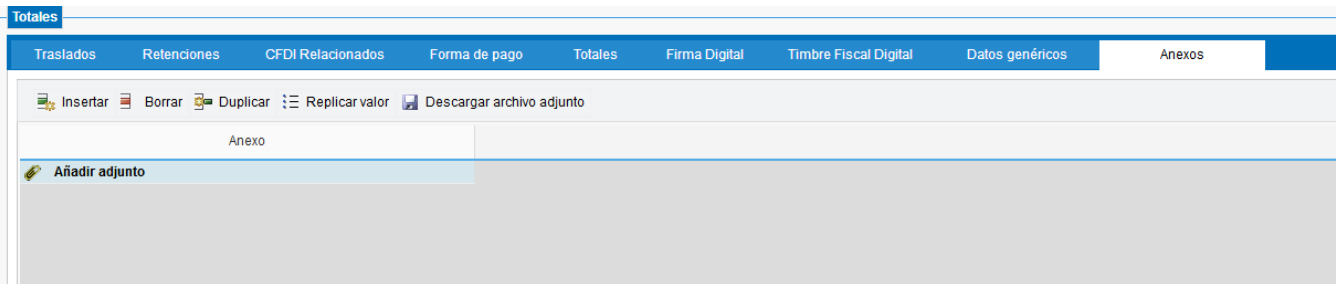 Totales
Traslados Retenciones CFDI Relacionados Forma de pago Totales Firma Digital Timbre Fiscal Digital Datos genéricos Anexos
Insertar Borrar Duplicar Replicar valor Descargar archivo adjunto
Anexo
Añadir adjunto